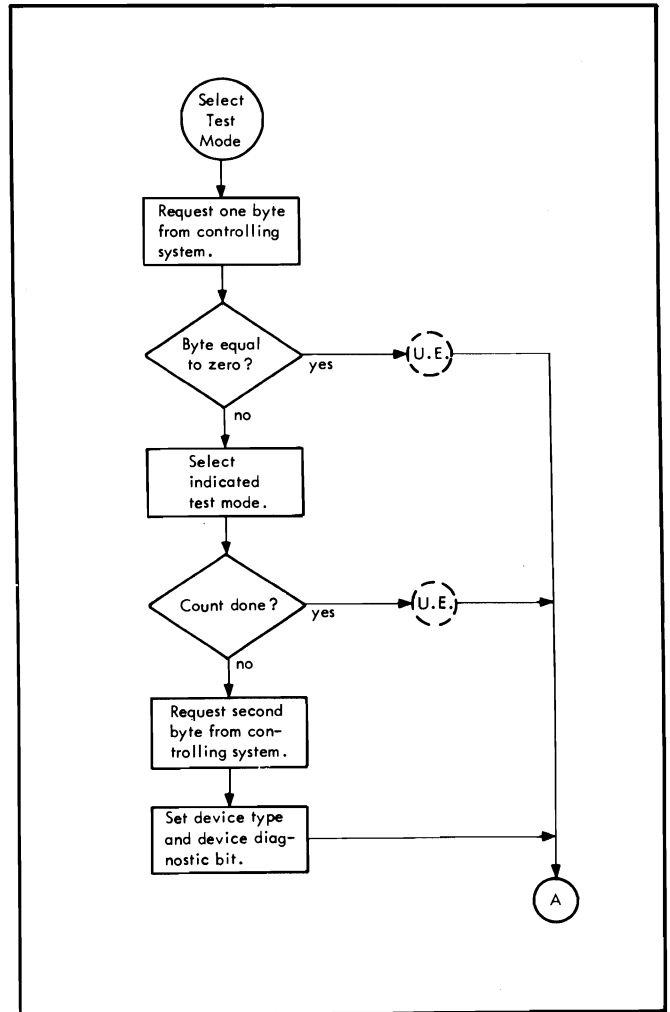 Select
Test
Mode
Request one byte
from controlling
system.
Byte equal
to zero?
yes
U.E.
no
Select
indicated
test mode.
Count done?
yes
U.E.
no
Request second
byte from con-
trolling system.
Set device type
and device diag-
nostic bit.
A